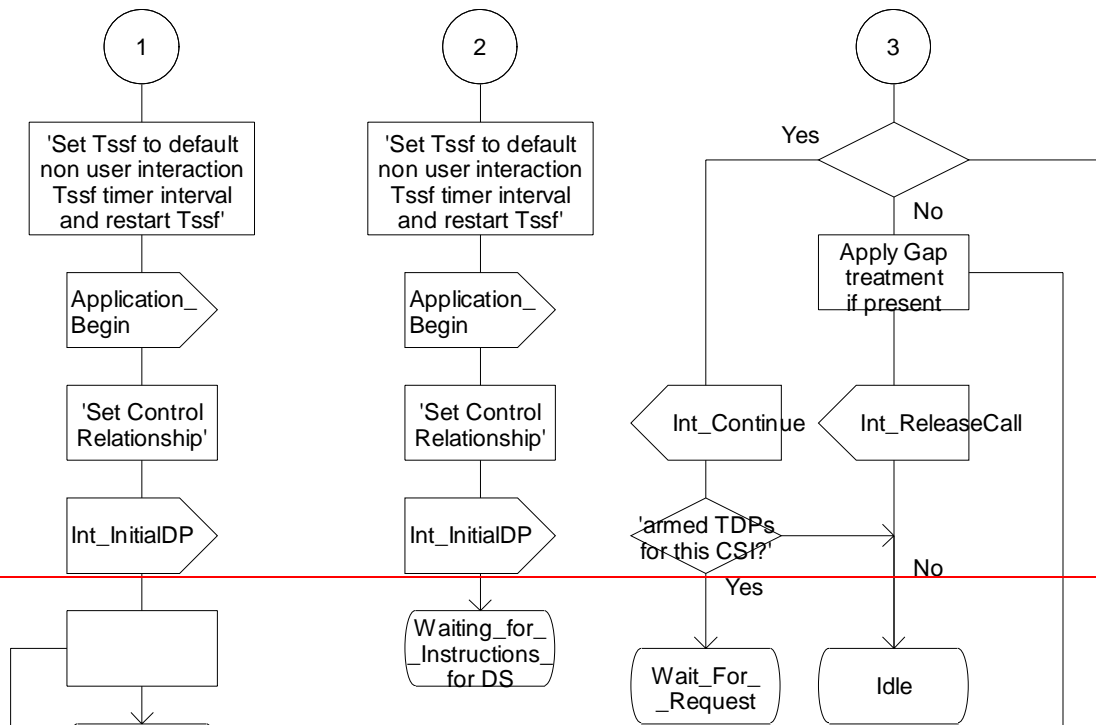 1
'Set Tssf to default
non user interaction
Tssf timer interval
and restart Tssf'
Application_
Begin
'Set Control
Relationship'
Int_InitialDP
2
'Set Tssf to default
non user interaction
Tssf timer interval
and restart Tssf'
Application_
Begin
'Set Control
Relationship'
Int_InitialDP
Waiting_for_
_Instructions_
for DS
3
Yes
No
Apply Gap
treatment
if present
Int_Continue
Int_ReleaseCall
'armed TDPs
for this CSI?'
No
Yes
Wait_For_
_Request
Idle